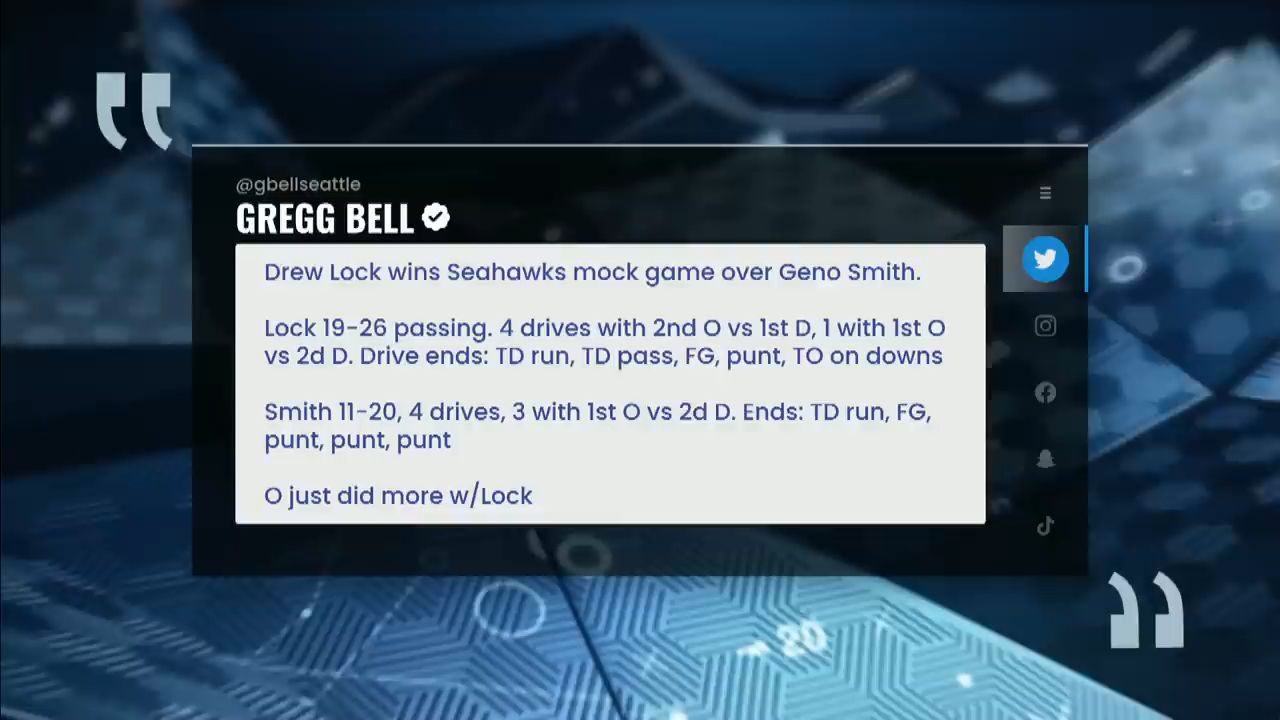 @gbellseattle
GREGG BELL
Drew Lock wins Seahawks mock game over Geno Smith.
Lock 19-26 passing. 4 drives with 2nd O vs 1st D, 1 with 1st O
vs 2d D. Drive ends: TD run, TD pass, FG, punt, TO on downs
Smith 11-20, 4 drives, 3 with 1st O vs 2d D. Ends: TD run, FG,
punt, punt, punt
O just did more w/Lock
20